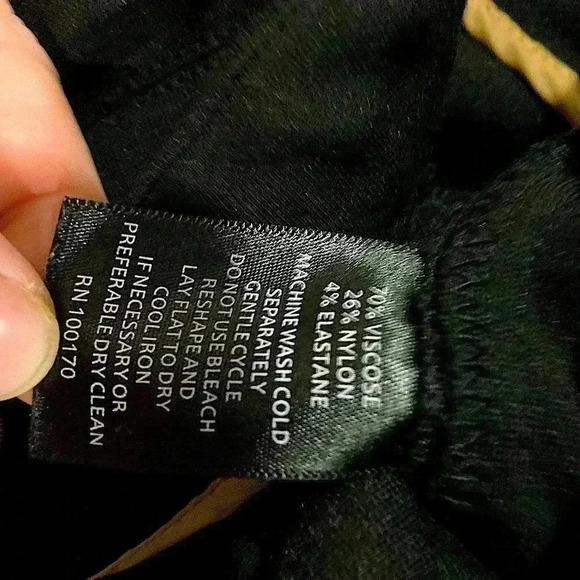 70% VISCOSE
26% NYLON
4% ELASTANE
MACHINE WASH COLD
SEPARATELY
GENTLE CYCLE
DO NOT USE BLEACH
RESHAPE AND
LAY FLAT TO DRY
COOL IRON
IF NECESSARY OR
PREFERABLE DRY CLEAN
RN 100170